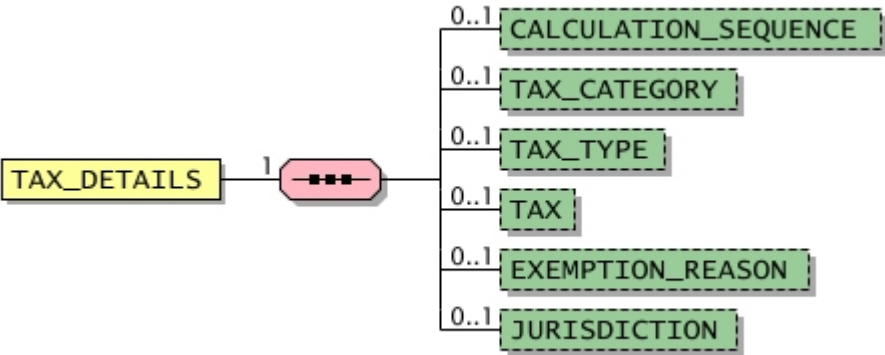 0..1 CALCULATION_SEQUENCE
0..1 TAX_CATEGORY
0..1 TAX_TYPE
TAX_DETAILS 1
0..1 TAX
0..1 EXEMPTION_REASON
0..1 JURISDICTION